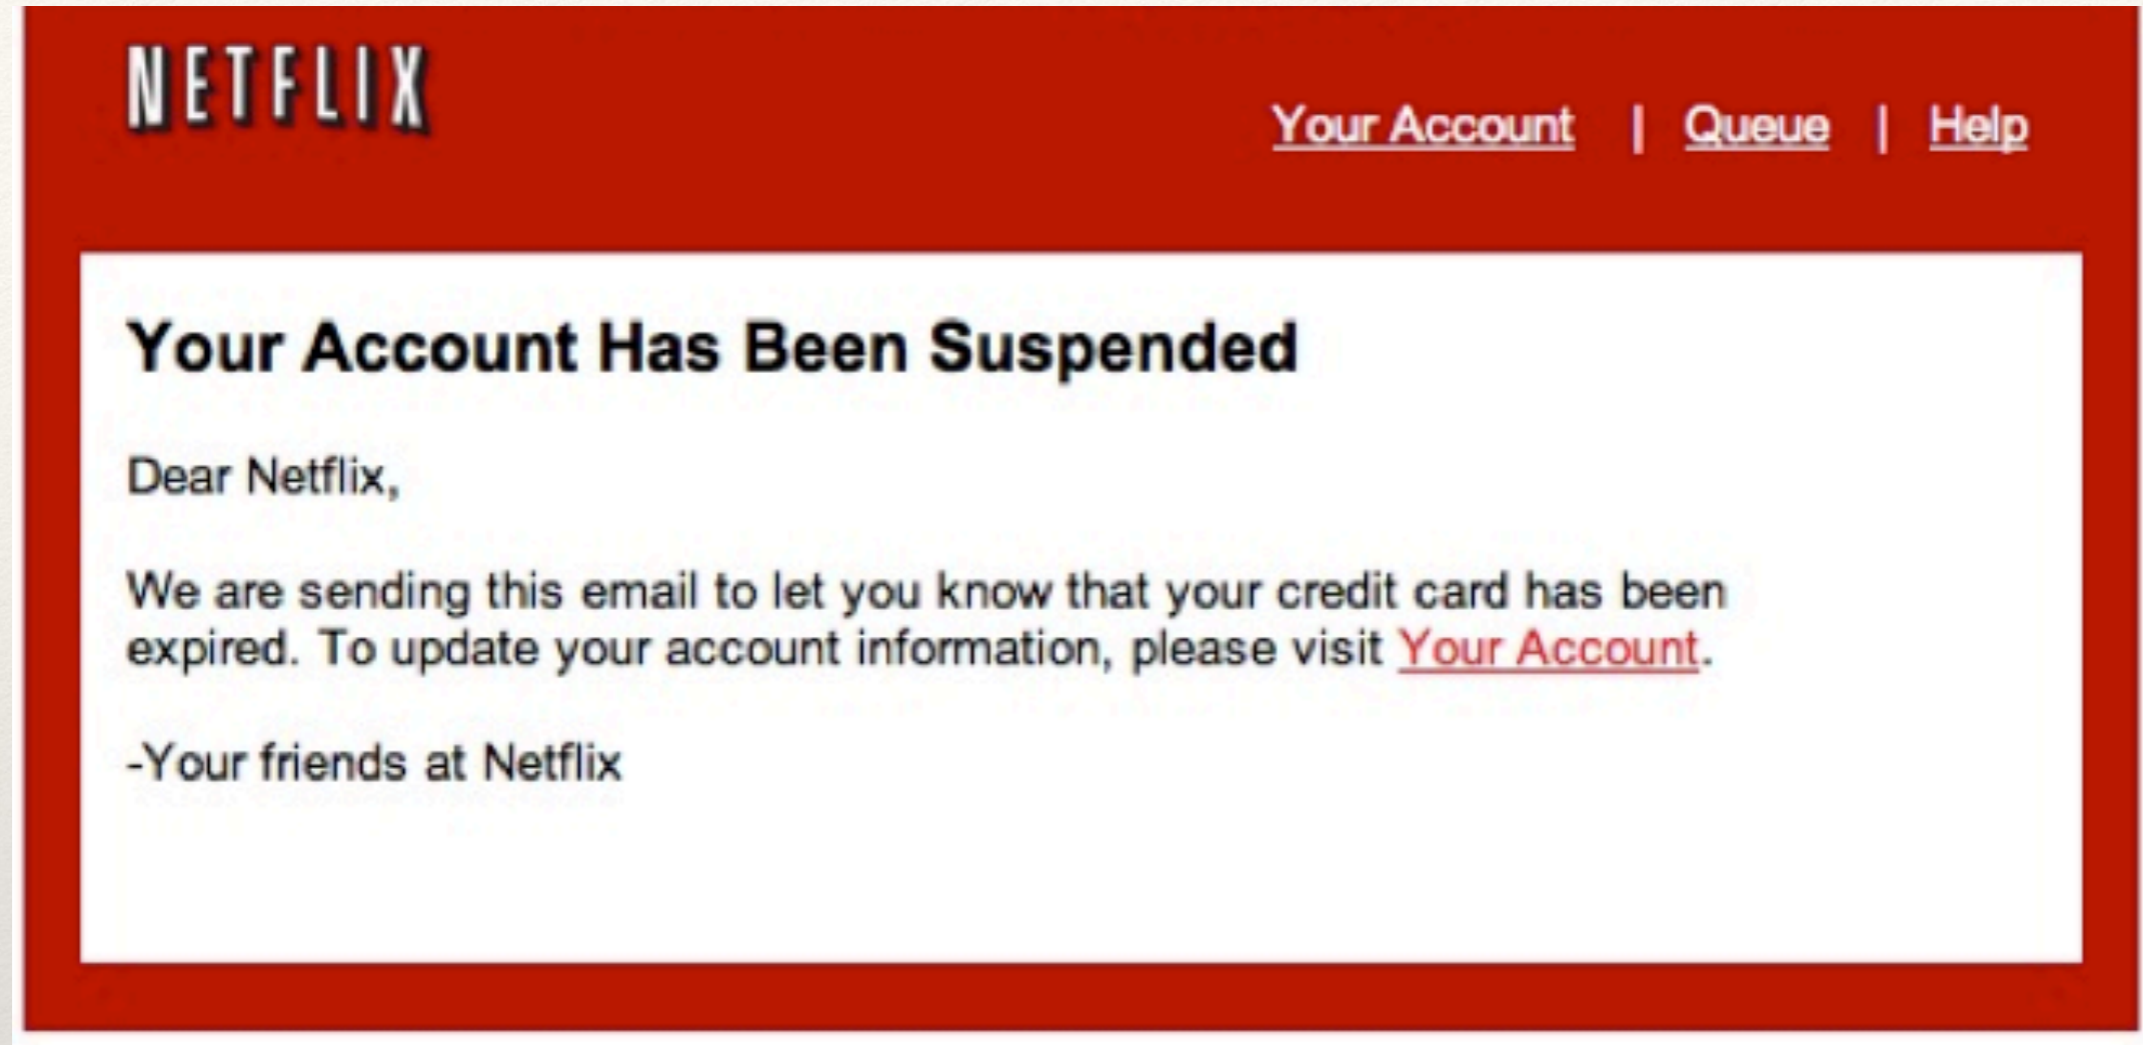 NETFLIX
Your Account | Queue | Help
Your Account Has Been Suspended
Dear Netflix,
We are sending this email to let you know that your credit card has been
expired. To update your account information, please visit Your Account.
-Your friends at Netflix